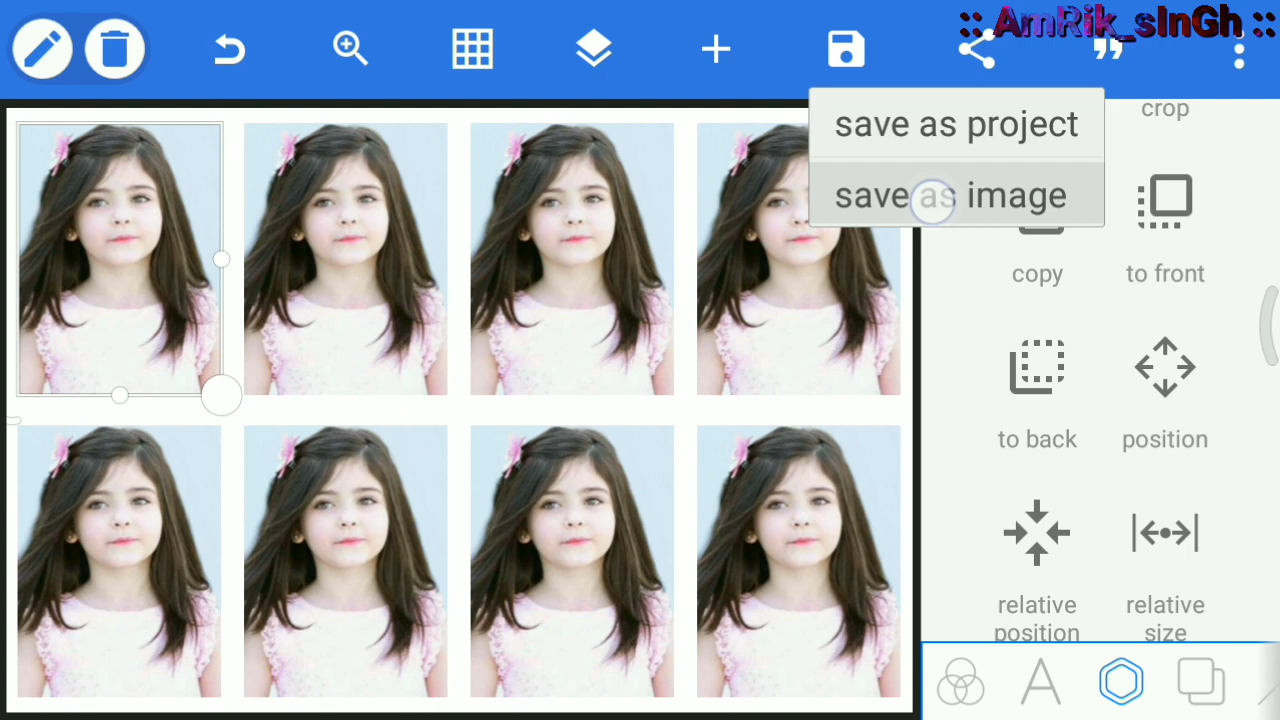 :: AmRik_sInGh ::
save as project
save as image
crop
copy
to front
to back
position
relative
position
relative
size